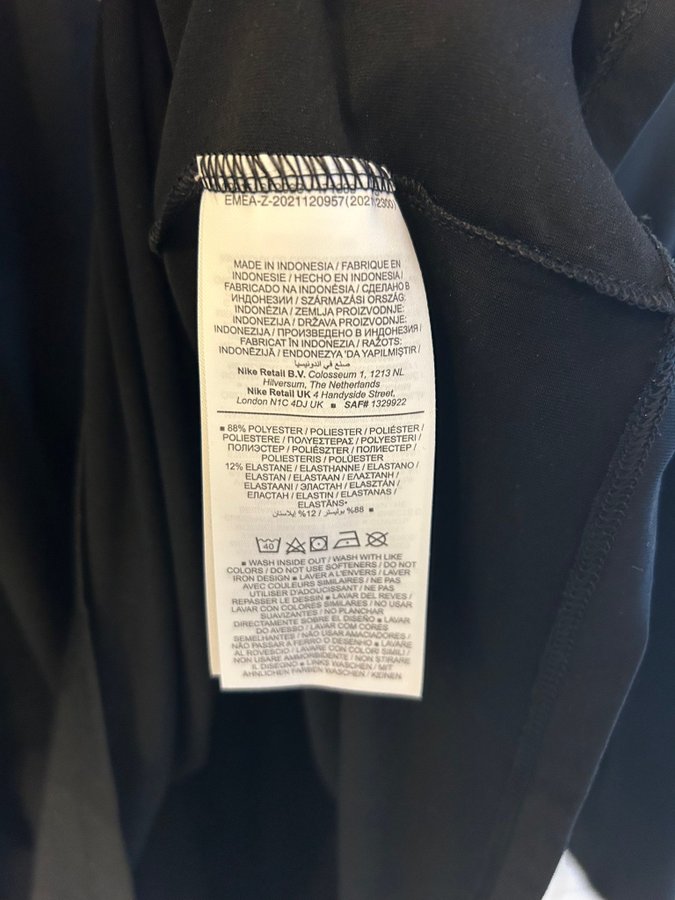 EMEA-Z-2021120957(202112300)
MADE IN INDONESIA / FABRIQUE EN
INDONESIE / HECHO EN INDONESIA /
FABRICADO NA INDONÉSIA / СДЕЛАНО В
ИНДОНЕЗИИ / SZÁRMAZÁSI ORSZÁG:
INDONÉZIA / ZEMLJA PROIZVODNJE:
INDONEZIJA / DRŽAVA PROIZVODNJE:
INDONEZIJA / ПРОИЗВЕДЕНО В ИНДОНЕЗИЯ /
FABRICAT ÎN INDONEZIA / RAŽOTS:
INDONĒZIJĀ / ENDONEZYA 'DA YAPILMIŞTIR /
صنع في اندونيسيا
Nike Retail B.V. Colosseum 1, 1213 NL
Hilversum, The Netherlands
Nike Retail UK 4 Handyside Street,
London N1C 4DJ UK ■ SAF# 1329922
■ 88% POLYESTER / POLIESTER / POLIÉSTER /
POLIESTERE / ΠΟΛΥΕΣΤΕΡΑΣ / POLYESTERI /
ПОЛИЭСТЕР / POLIÉSZTER / ПОЛИЕСТЕР /
POLIESTERIS / POLÜESTER
12% ELASTANE / ELASTHANNE / ELASTANO /
ELASTAN / ELASTAAN / ΕΛΑΣΤΑΝΗ /
ELASTAANI / ЭЛАСТАН / ELASZTÁN /
ЕЛАСТАН / ELASTIN / ELASTANAS /
ELASTĀNS•
■ 88% بوليستر / 12% إيلاستان
40
■ WASH INSIDE OUT / WASH WITH LIKE
COLORS / DO NOT USE SOFTENERS / DO NOT
IRON DESIGN ■ LAVER A L'ENVERS / LAVER
AVEC COULEURS SIMILAIRES / NE PAS
UTILISER D'ADOUCISSANT / NE PAS
REPASSER LE DESSIN ■ LAVAR DEL REVES /
LAVAR CON COLORES SIMILARES / NO USAR
SUAVIZANTES / NO PLANCHAR
DIRECTAMENTE SOBRE EL DISEÑO ■ LAVAR
DO AVESSO / LAVAR COM CORES
SEMELHANTES / NÃO USAR AMACIADORES /
NÃO PASSAR A FERRO O DESENHO ■ LAVARE
AL ROVESCIO / LAVARE CON COLORI SIMILI /
NON USARE AMMORBIDENTE / NON STIRARE
IL DISEGNO ■ LINKS WASCHEN / MIT
ÄHNLICHEN FARBEN WASCHEN / KEINEN